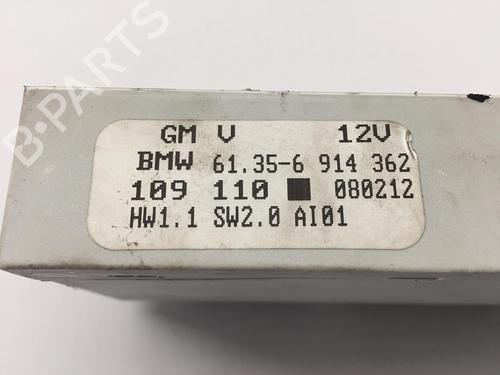 B-PARTS
GM V 12V
BMW 61.35-6 914 362
109 110 ■ 080212
HW1.1 SW2.0 AI01